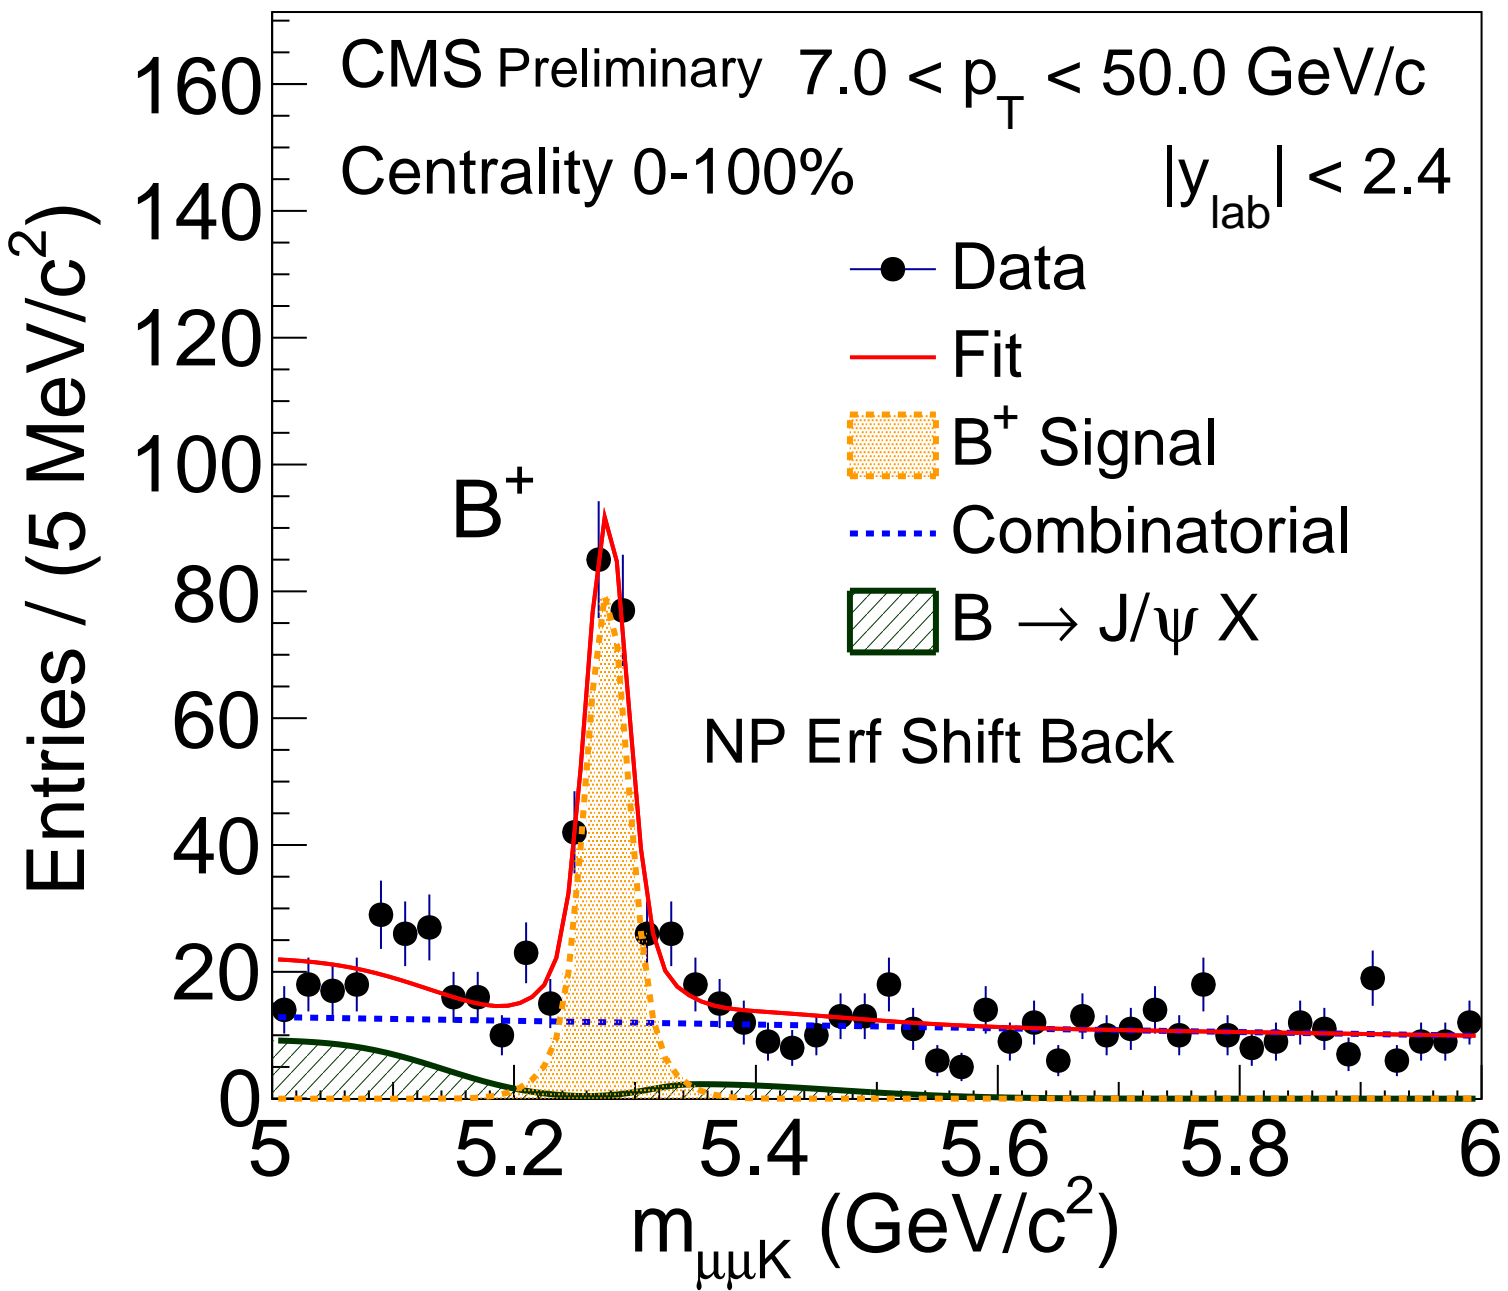 CMS Preliminary 7.0 < p_T < 50.0 GeV/c
Centrality 0-100% |y_lab| < 2.4
Data
Fit
B⁺ Signal
Combinatorial
B → J/ψ X
B⁺
NP Erf Shift Back
Entries / (5 MeV/c²)
160
140
120
100
80
60
40
20
0
5 5.2 5.4 5.6 5.8 6
m_μμK (GeV/c²)